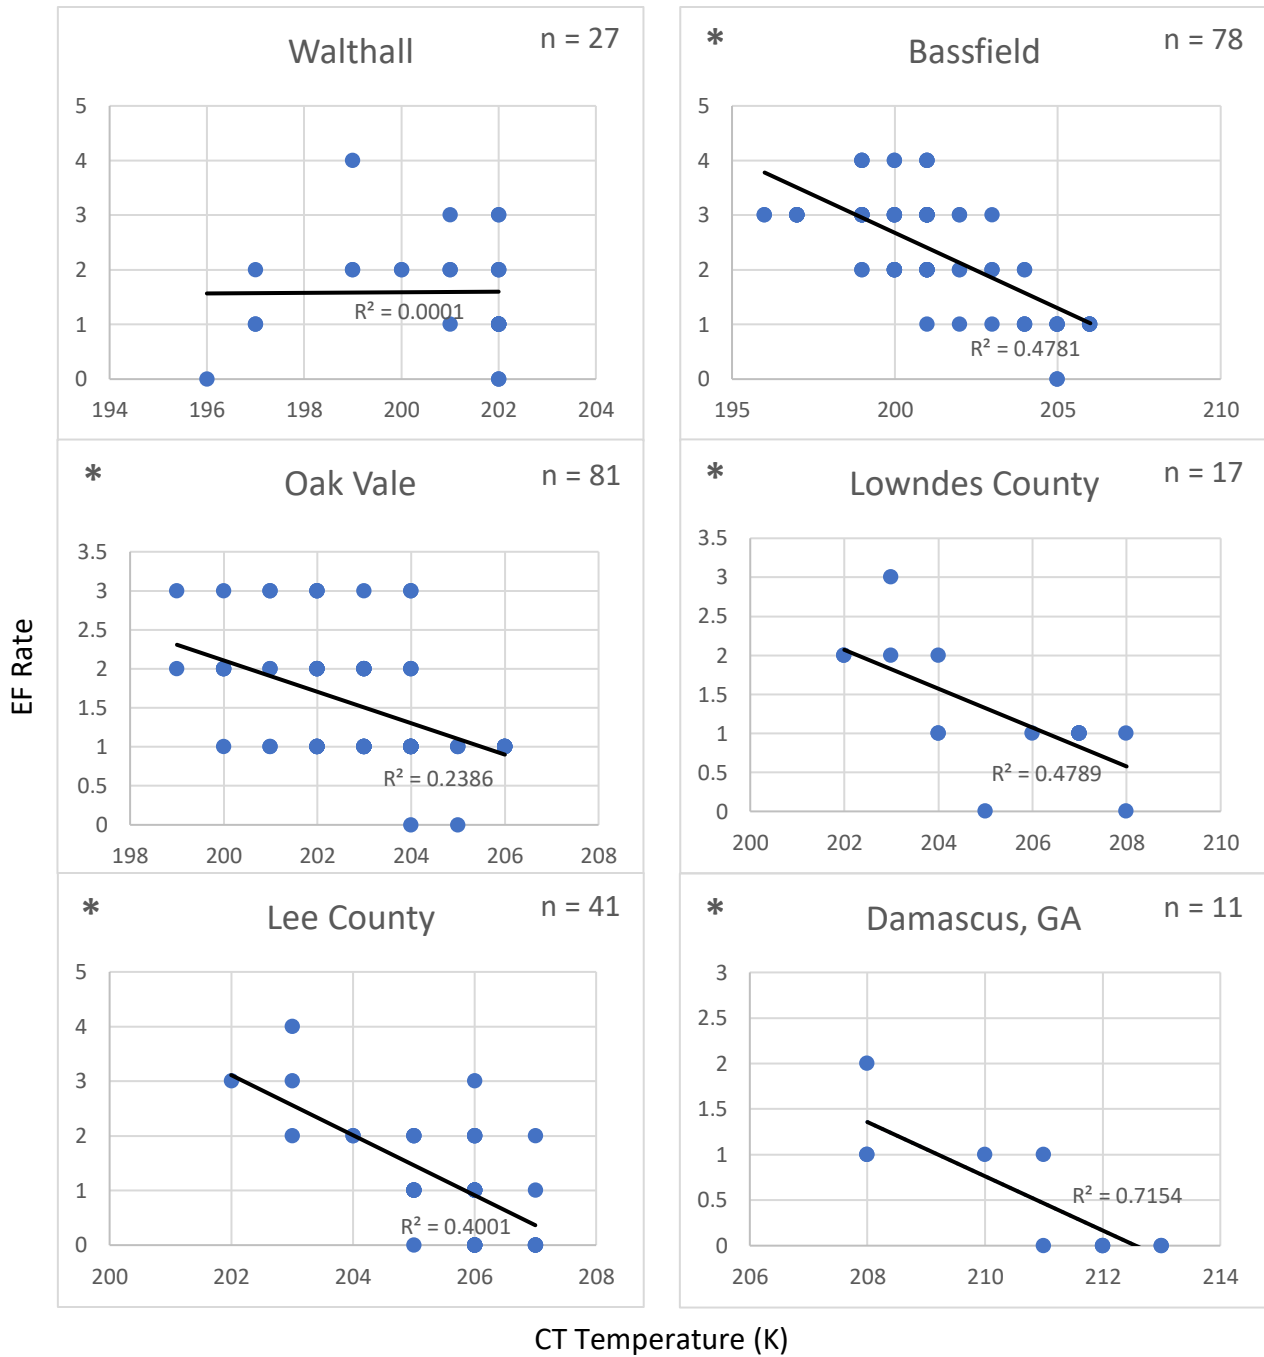 Walthall
n = 27
5
4
3
2
1
0
R² = 0.0001
194 196 198 200 202 204
*
Bassfield
n = 78
5
4
3
2
1
0
R² = 0.4781
195 200 205 210
*
Oak Vale
n = 81
3.5
3
2.5
2
1.5
1
0.5
0
R² = 0.2386
198 200 202 204 206 208
*
Lowndes County
n = 17
3.5
3
2.5
2
1.5
1
0.5
0
R² = 0.4789
200 202 204 206 208 210
EF Rate
*
Lee County
n = 41
5
4
3
2
1
0
R² = 0.4001
200 202 204 206 208
*
Damascus, GA
n = 11
3
2.5
2
1.5
1
0.5
0
R² = 0.7154
206 208 210 212 214
CT Temperature (K)